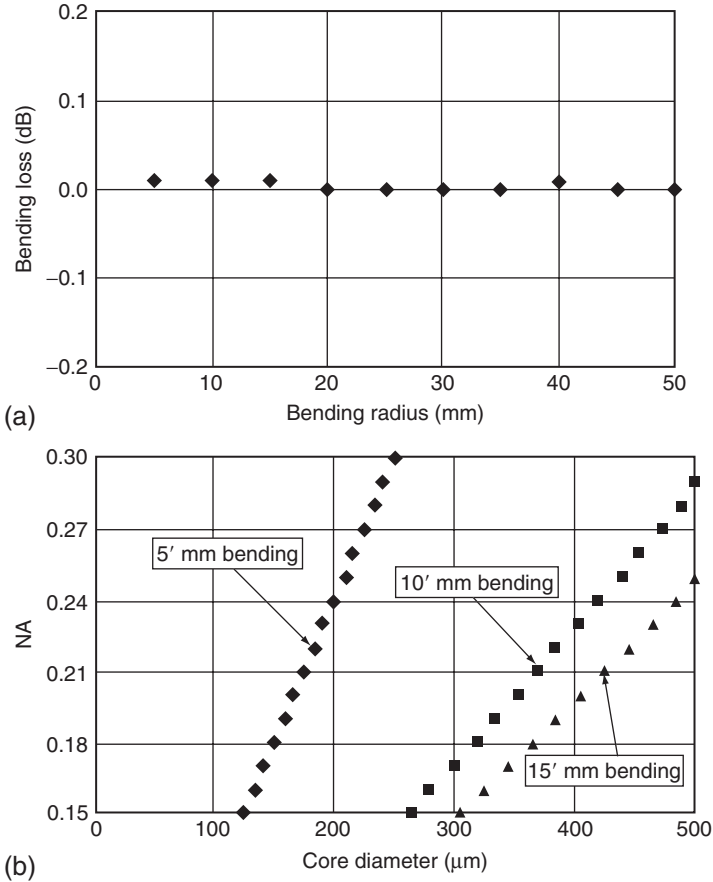 0.2
0.1
0.0
−0.1
−0.2
Bending loss (dB)
0 10 20 30 40 50
Bending radius (mm)
(a)
0.30
0.27
0.24
0.21
0.18
0.15
NA
5′ mm bending
10′ mm bending
15′ mm bending
0 100 200 300 400 500
Core diameter (μm)
(b)